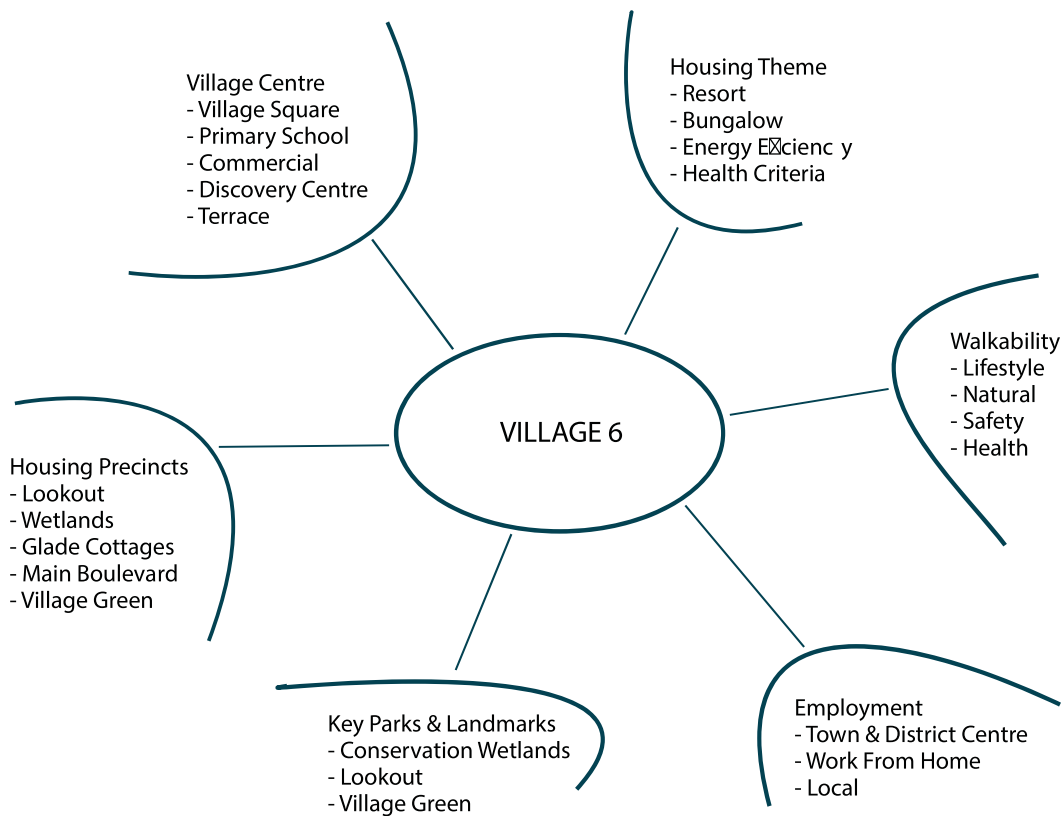 Village Centre
- Village Square
- Primary School
- Commercial
- Discovery Centre
- Terrace
Housing Theme
- Resort
- Bungalow
- Energy E☒cienc y
- Health Criteria
Walkability
- Lifestyle
- Natural
- Safety
- Health
VILLAGE 6
Housing Precincts
- Lookout
- Wetlands
- Glade Cottages
- Main Boulevard
- Village Green
Key Parks & Landmarks
- Conservation Wetlands
- Lookout
- Village Green
Employment
- Town & District Centre
- Work From Home
- Local